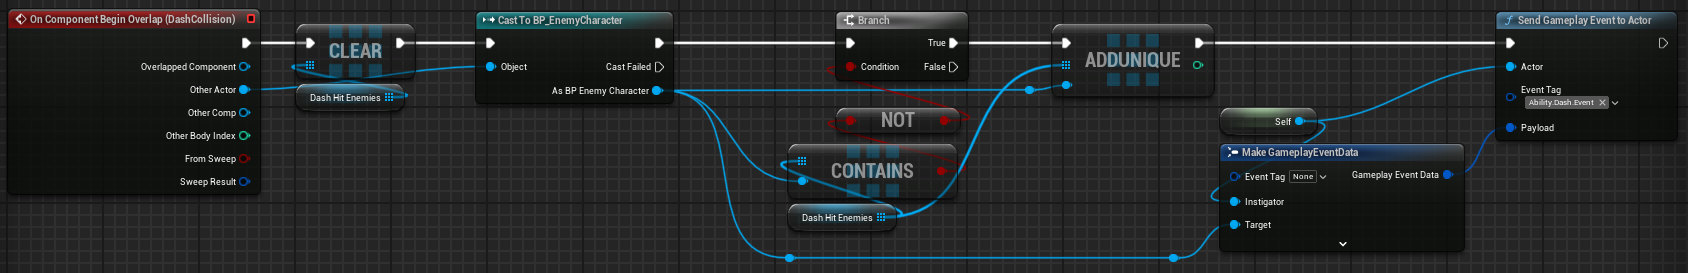 On Component Begin Overlap (DashCollision)
Overlapped Component
Other Actor
Other Comp
Other Body Index
From Sweep
Sweep Result
CLEAR
Dash Hit Enemies
Cast To BP_EnemyCharacter
Object
Cast Failed
As BP Enemy Character
Branch
True
Condition
False
NOT
CONTAINS
Dash Hit Enemies
ADDUNIQUE
Self
Make GameplayEventData
Event Tag None
Gameplay Event Data
Instigator
Target
Send Gameplay Event to Actor
Actor
Event Tag
Ability.Dash.Event
Payload